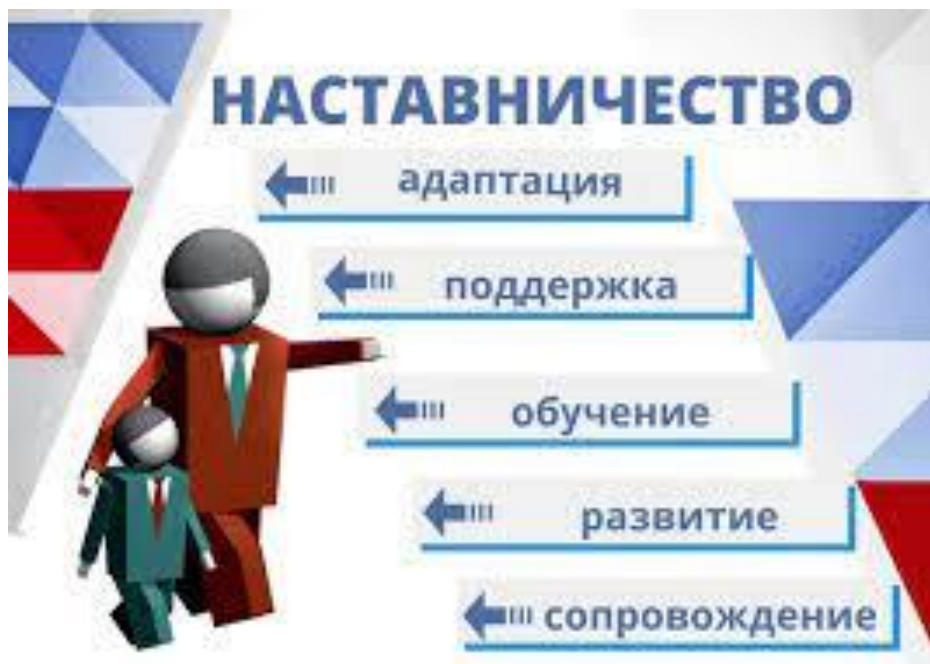 НАСТАВНИЧЕСТВО
адаптация
поддержка
обучение
развитие
сопровождение